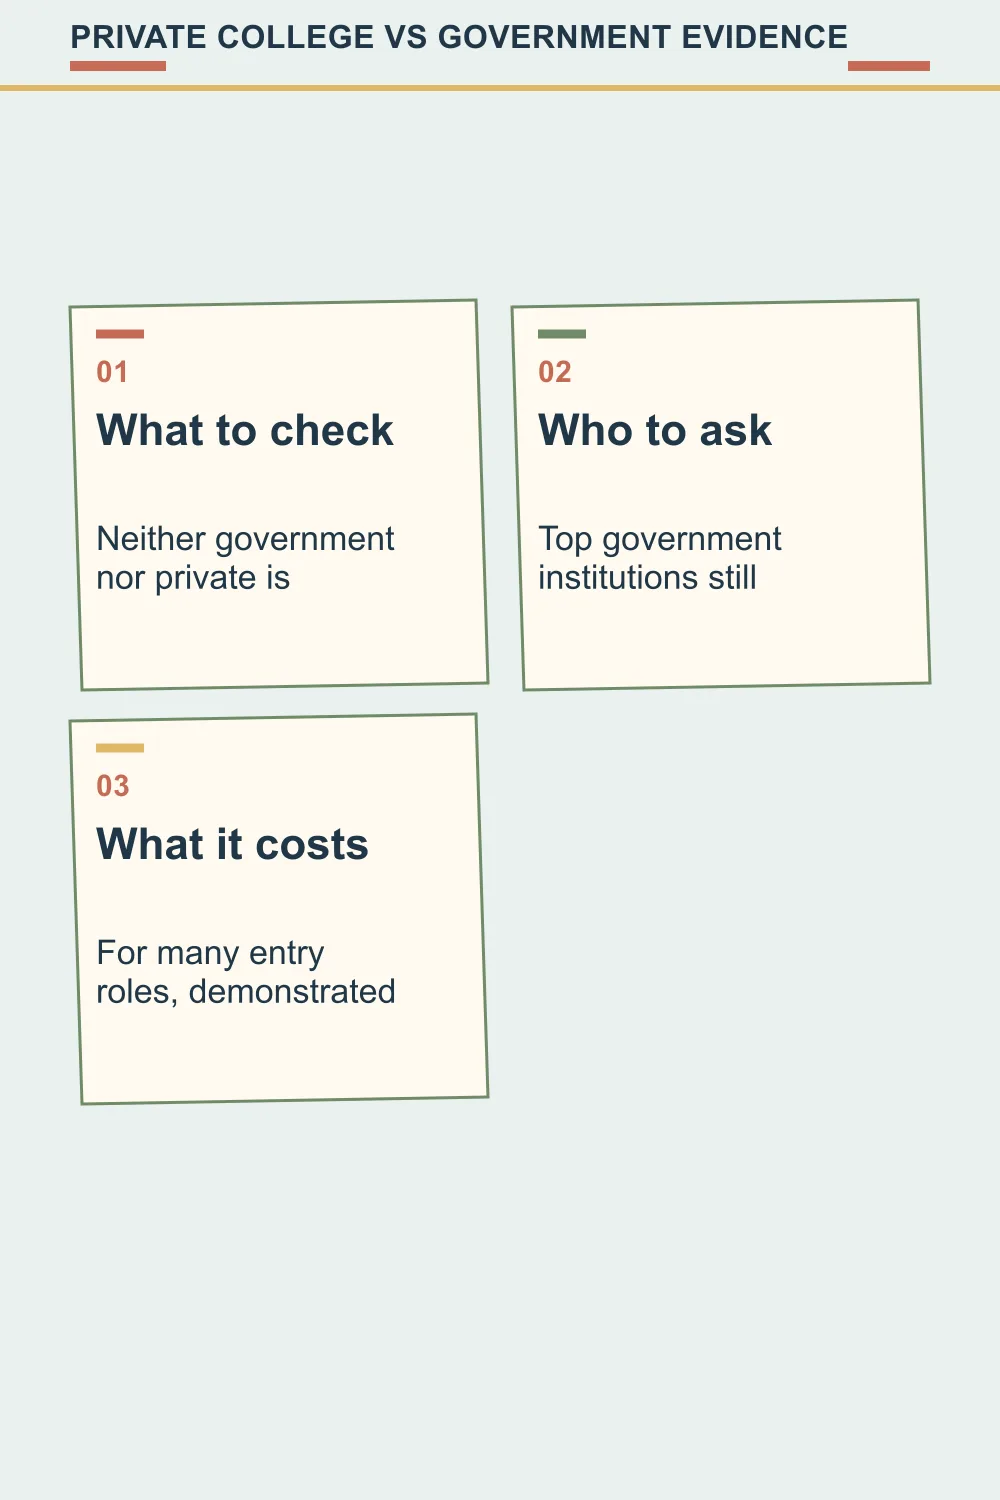 PRIVATE COLLEGE VS GOVERNMENT EVIDENCE
01
What to check
Neither government
nor private is
02
Who to ask
Top government
institutions still
03
What it costs
For many entry
roles, demonstrated